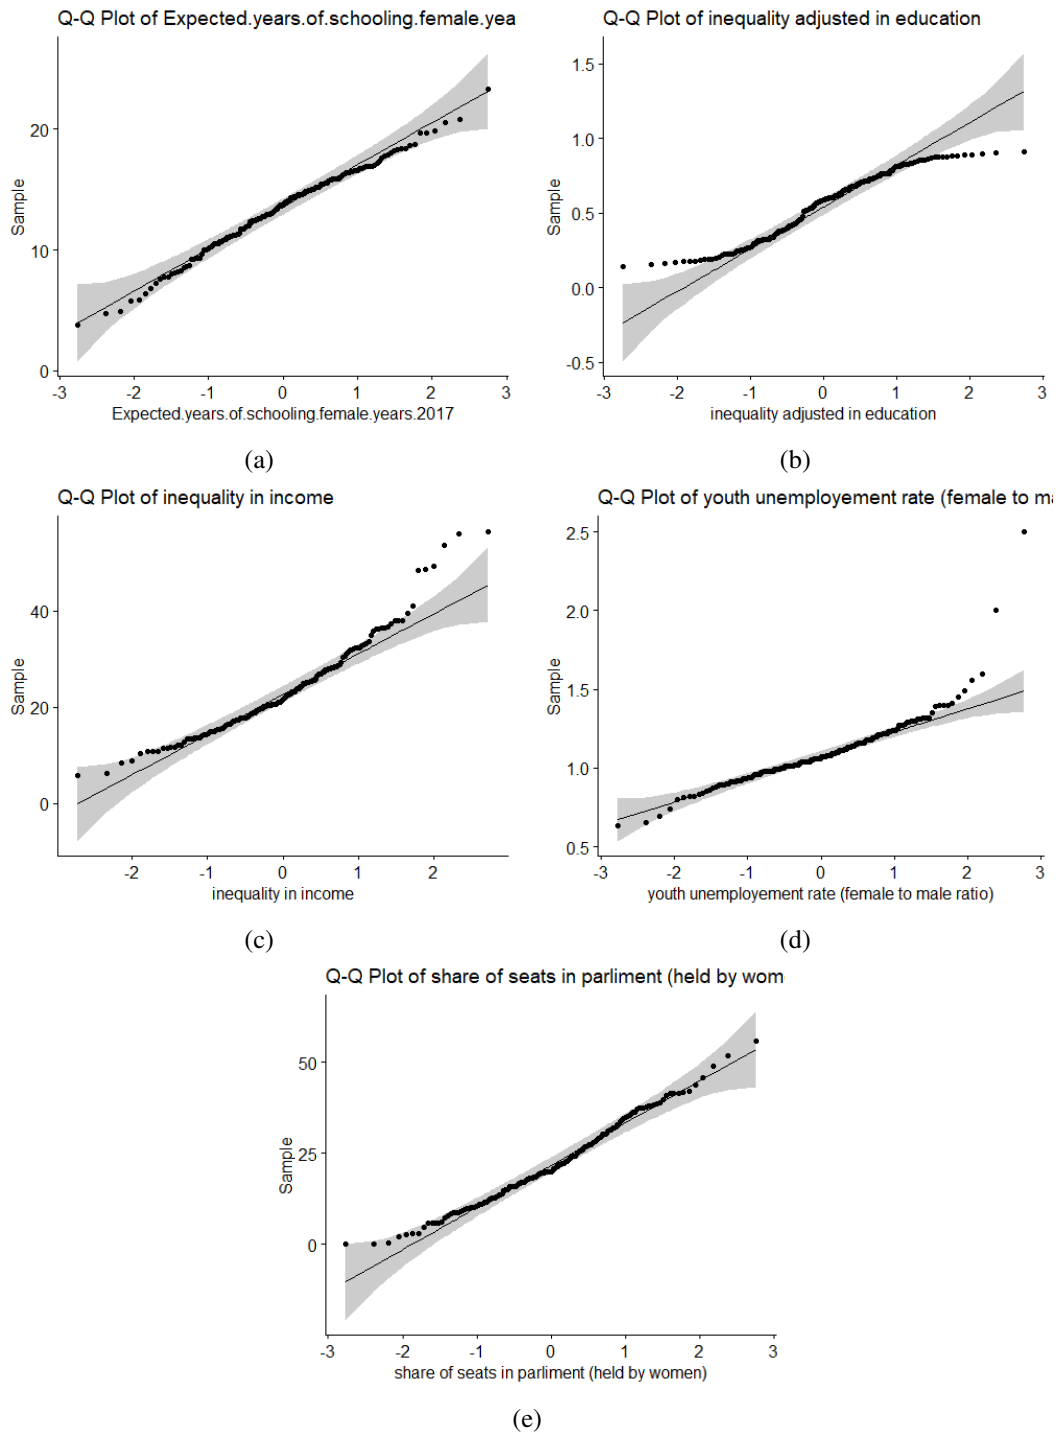 Q-Q Plot of Expected.years.of.schooling.female.yea
Sample
20
10
0
-3 -2 -1 0 1 2 3
Expected.years.of.schooling.female.years.2017
(a)
Q-Q Plot of inequality adjusted in education
Sample
1.5
1.0
0.5
0.0
-0.5
-3 -2 -1 0 1 2 3
inequality adjusted in education
(b)
Q-Q Plot of inequality in income
Sample
40
20
0
-2 -1 0 1 2
inequality in income
(c)
Q-Q Plot of youth unemployement rate (female to ma
Sample
2.5
2.0
1.5
1.0
0.5
-3 -2 -1 0 1 2 3
youth unemployement rate (female to male ratio)
(d)
Q-Q Plot of share of seats in parliment (held by wom
Sample
50
25
0
-3 -2 -1 0 1 2 3
share of seats in parliment (held by women)
(e)